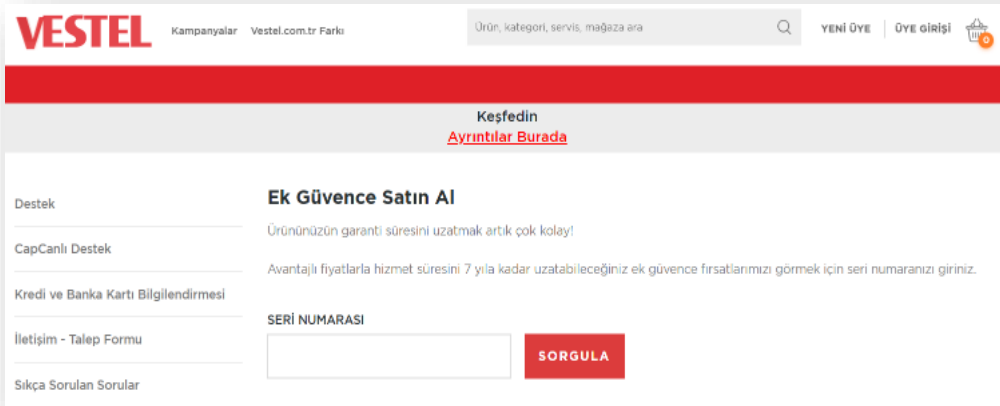 VESTEL Kampanyalar Vestel.com.tr Farkı Ürün, kategori, servis, mağaza ara YENİ ÜYE ÜYE GİRİŞİ 0
Keşfedin
Ayrıntılar Burada
Destek
CapCanlı Destek
Kredi ve Banka Kartı Bilgilendirmesi
İletişim - Talep Formu
Sıkça Sorulan Sorular
Ek Güvence Satın Al
Ürününüzün garanti süresini uzatmak artık çok kolay!
Avantajlı fiyatlarla hizmet süresini 7 yıla kadar uzatabileceğiniz ek güvence fırsatlarımızı görmek için seri numaranızı giriniz.
SERİ NUMARASI
SORGULA